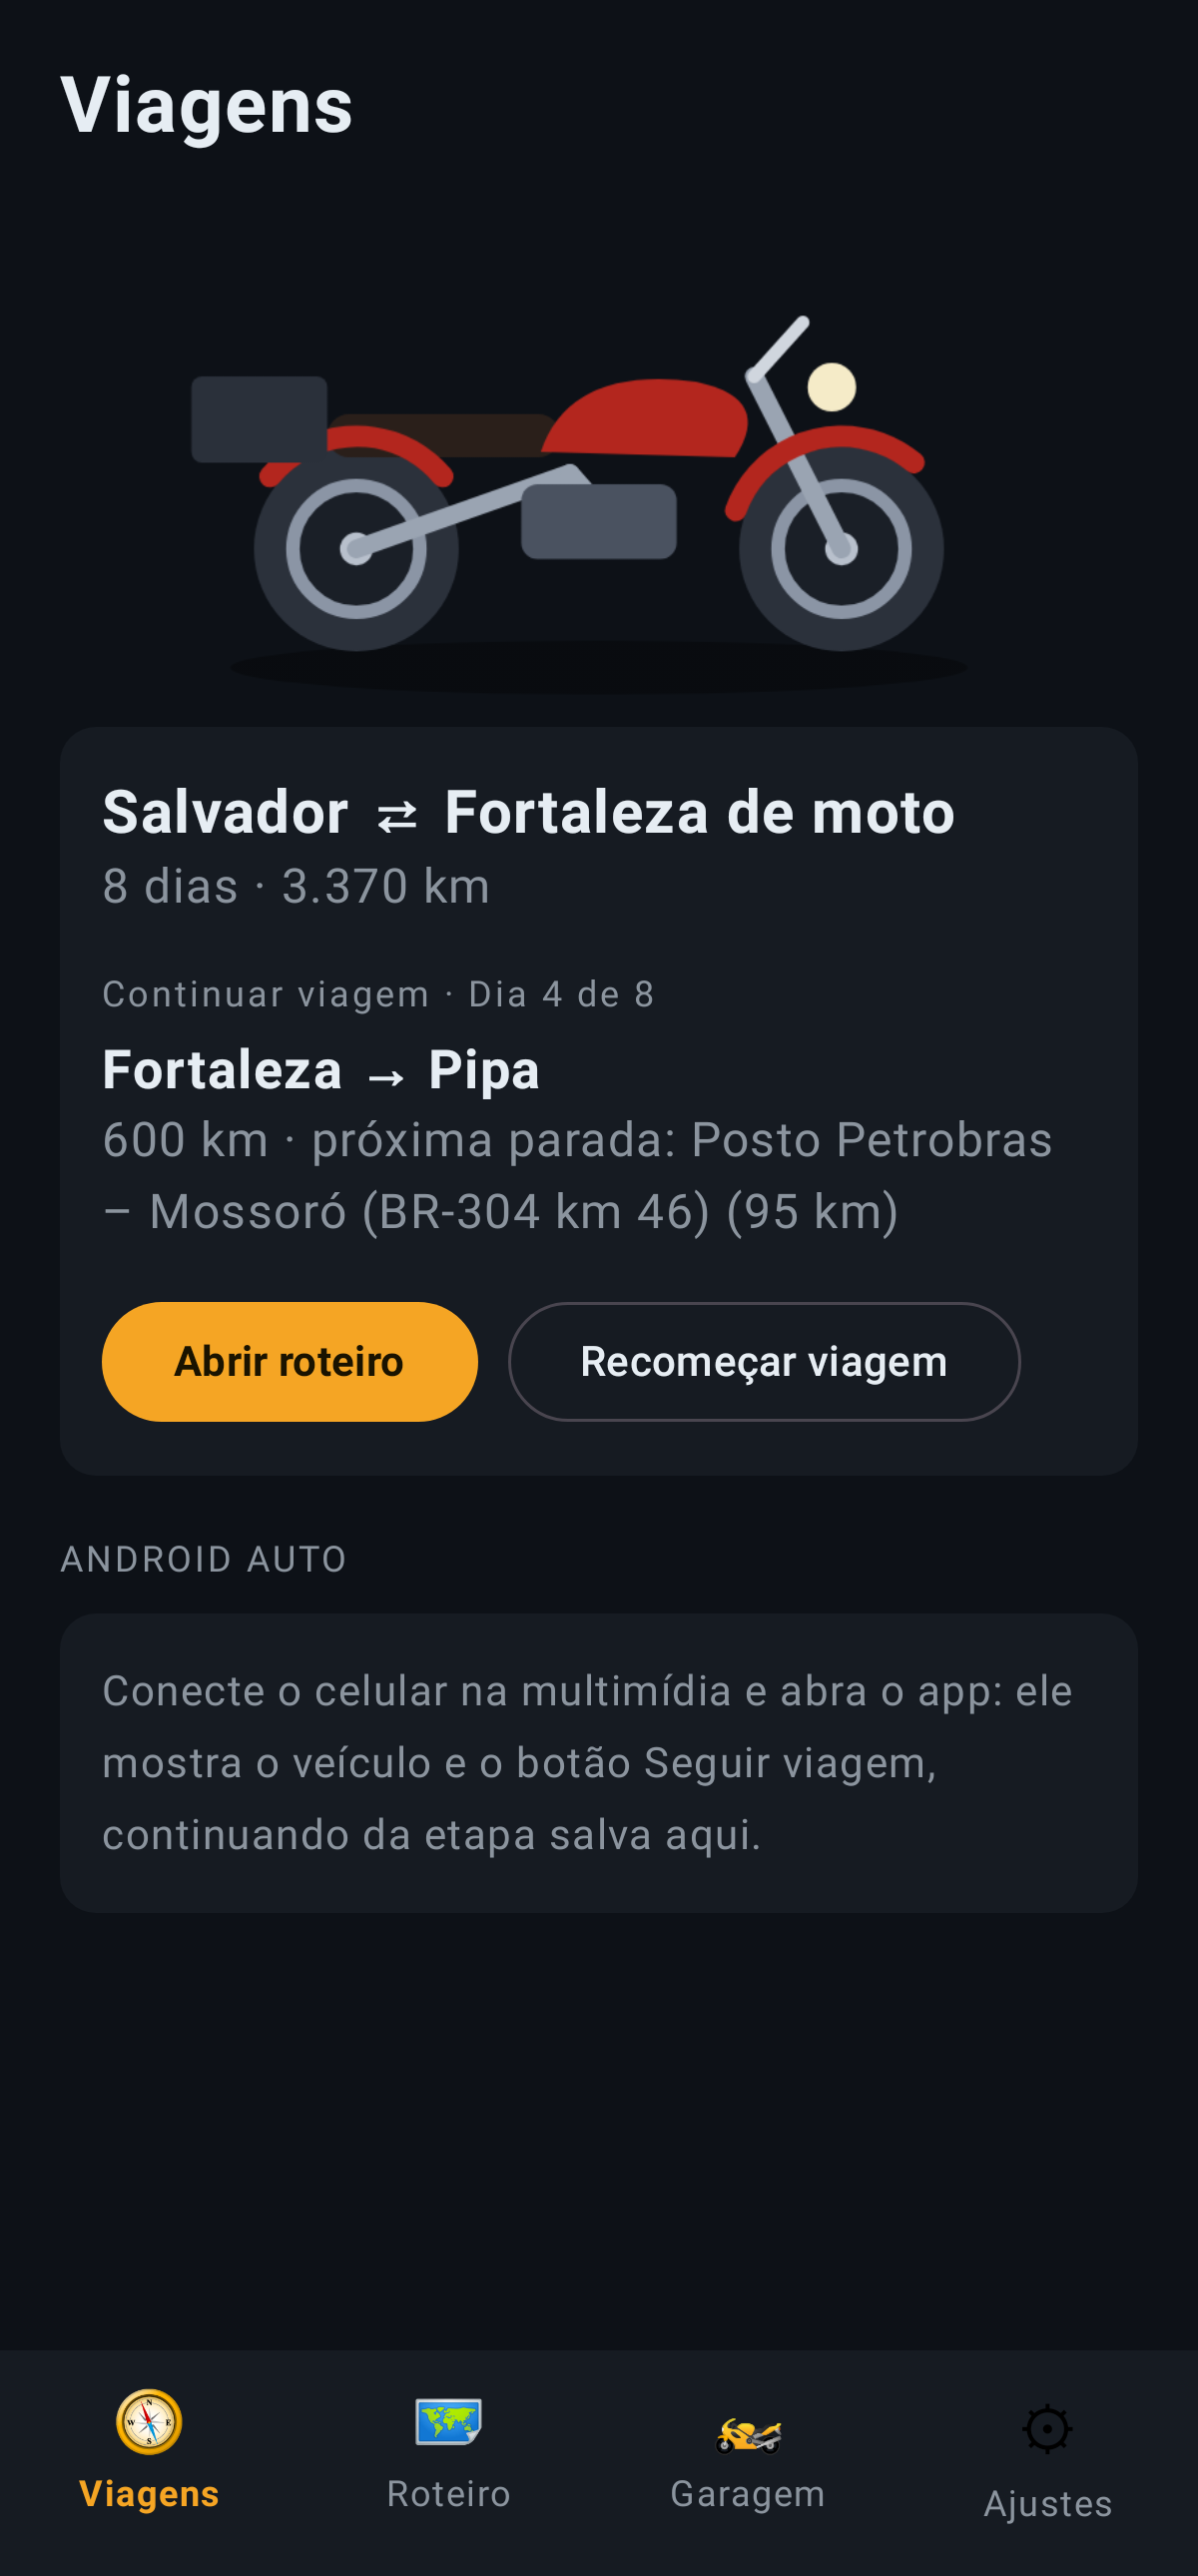 Viagens
Salvador ⇄ Fortaleza de moto
8 dias · 3.370 km
Continuar viagem · Dia 4 de 8
Fortaleza → Pipa
600 km · próxima parada: Posto Petrobras
– Mossoró (BR-304 km 46) (95 km)
Abrir roteiro
Recomeçar viagem
ANDROID AUTO
Conecte o celular na multimídia e abra o app: ele
mostra o veículo e o botão Seguir viagem,
continuando da etapa salva aqui.
Viagens
Roteiro
Garagem
Ajustes